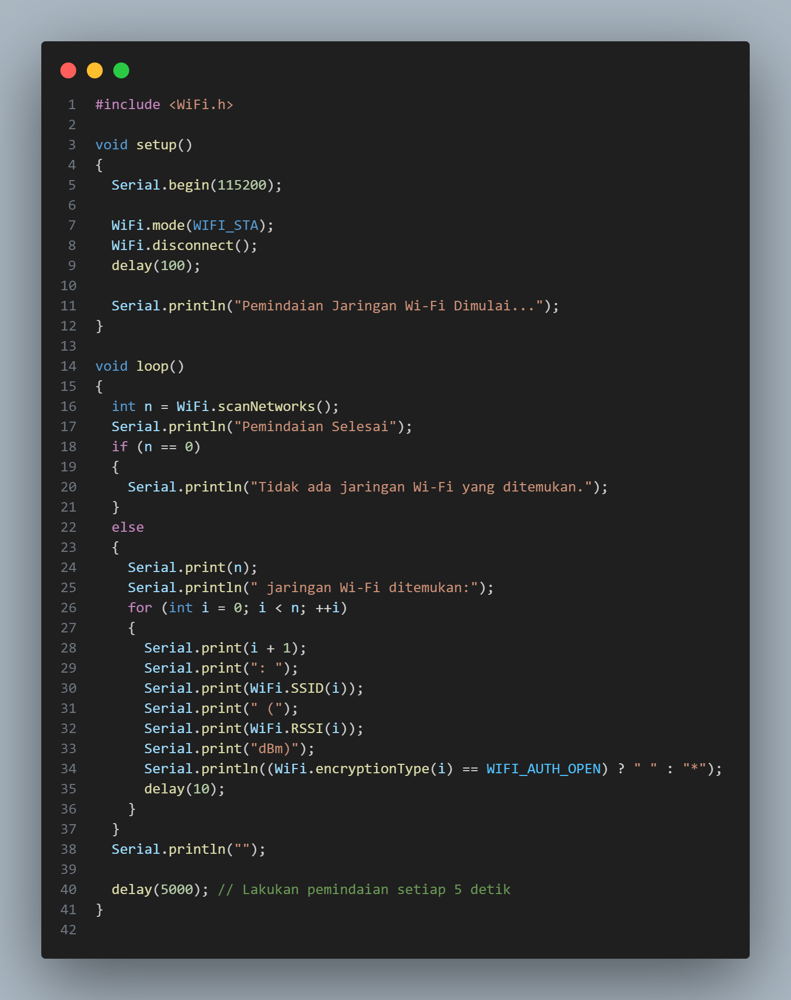 1 #include <WiFi.h>
2
3 void setup()
4 {
5   Serial.begin(115200);
6
7   WiFi.mode(WIFI_STA);
8   WiFi.disconnect();
9   delay(100);
10
11   Serial.println("Pemindaian Jaringan Wi-Fi Dimulai...");
12 }
13
14 void loop()
15 {
16   int n = WiFi.scanNetworks();
17   Serial.println("Pemindaian Selesai");
18   if (n == 0)
19   {
20     Serial.println("Tidak ada jaringan Wi-Fi yang ditemukan.");
21   }
22   else
23   {
24     Serial.print(n);
25     Serial.println(" jaringan Wi-Fi ditemukan:");
26     for (int i = 0; i < n; ++i)
27     {
28       Serial.print(i + 1);
29       Serial.print(": ");
30       Serial.print(WiFi.SSID(i));
31       Serial.print(" (");
32       Serial.print(WiFi.RSSI(i));
33       Serial.print("dBm)");
34       Serial.println((WiFi.encryptionType(i) == WIFI_AUTH_OPEN) ? " " : "*");
35       delay(10);
36     }
37   }
38   Serial.println("");
39
40   delay(5000); // Lakukan pemindaian setiap 5 detik
41 }
42